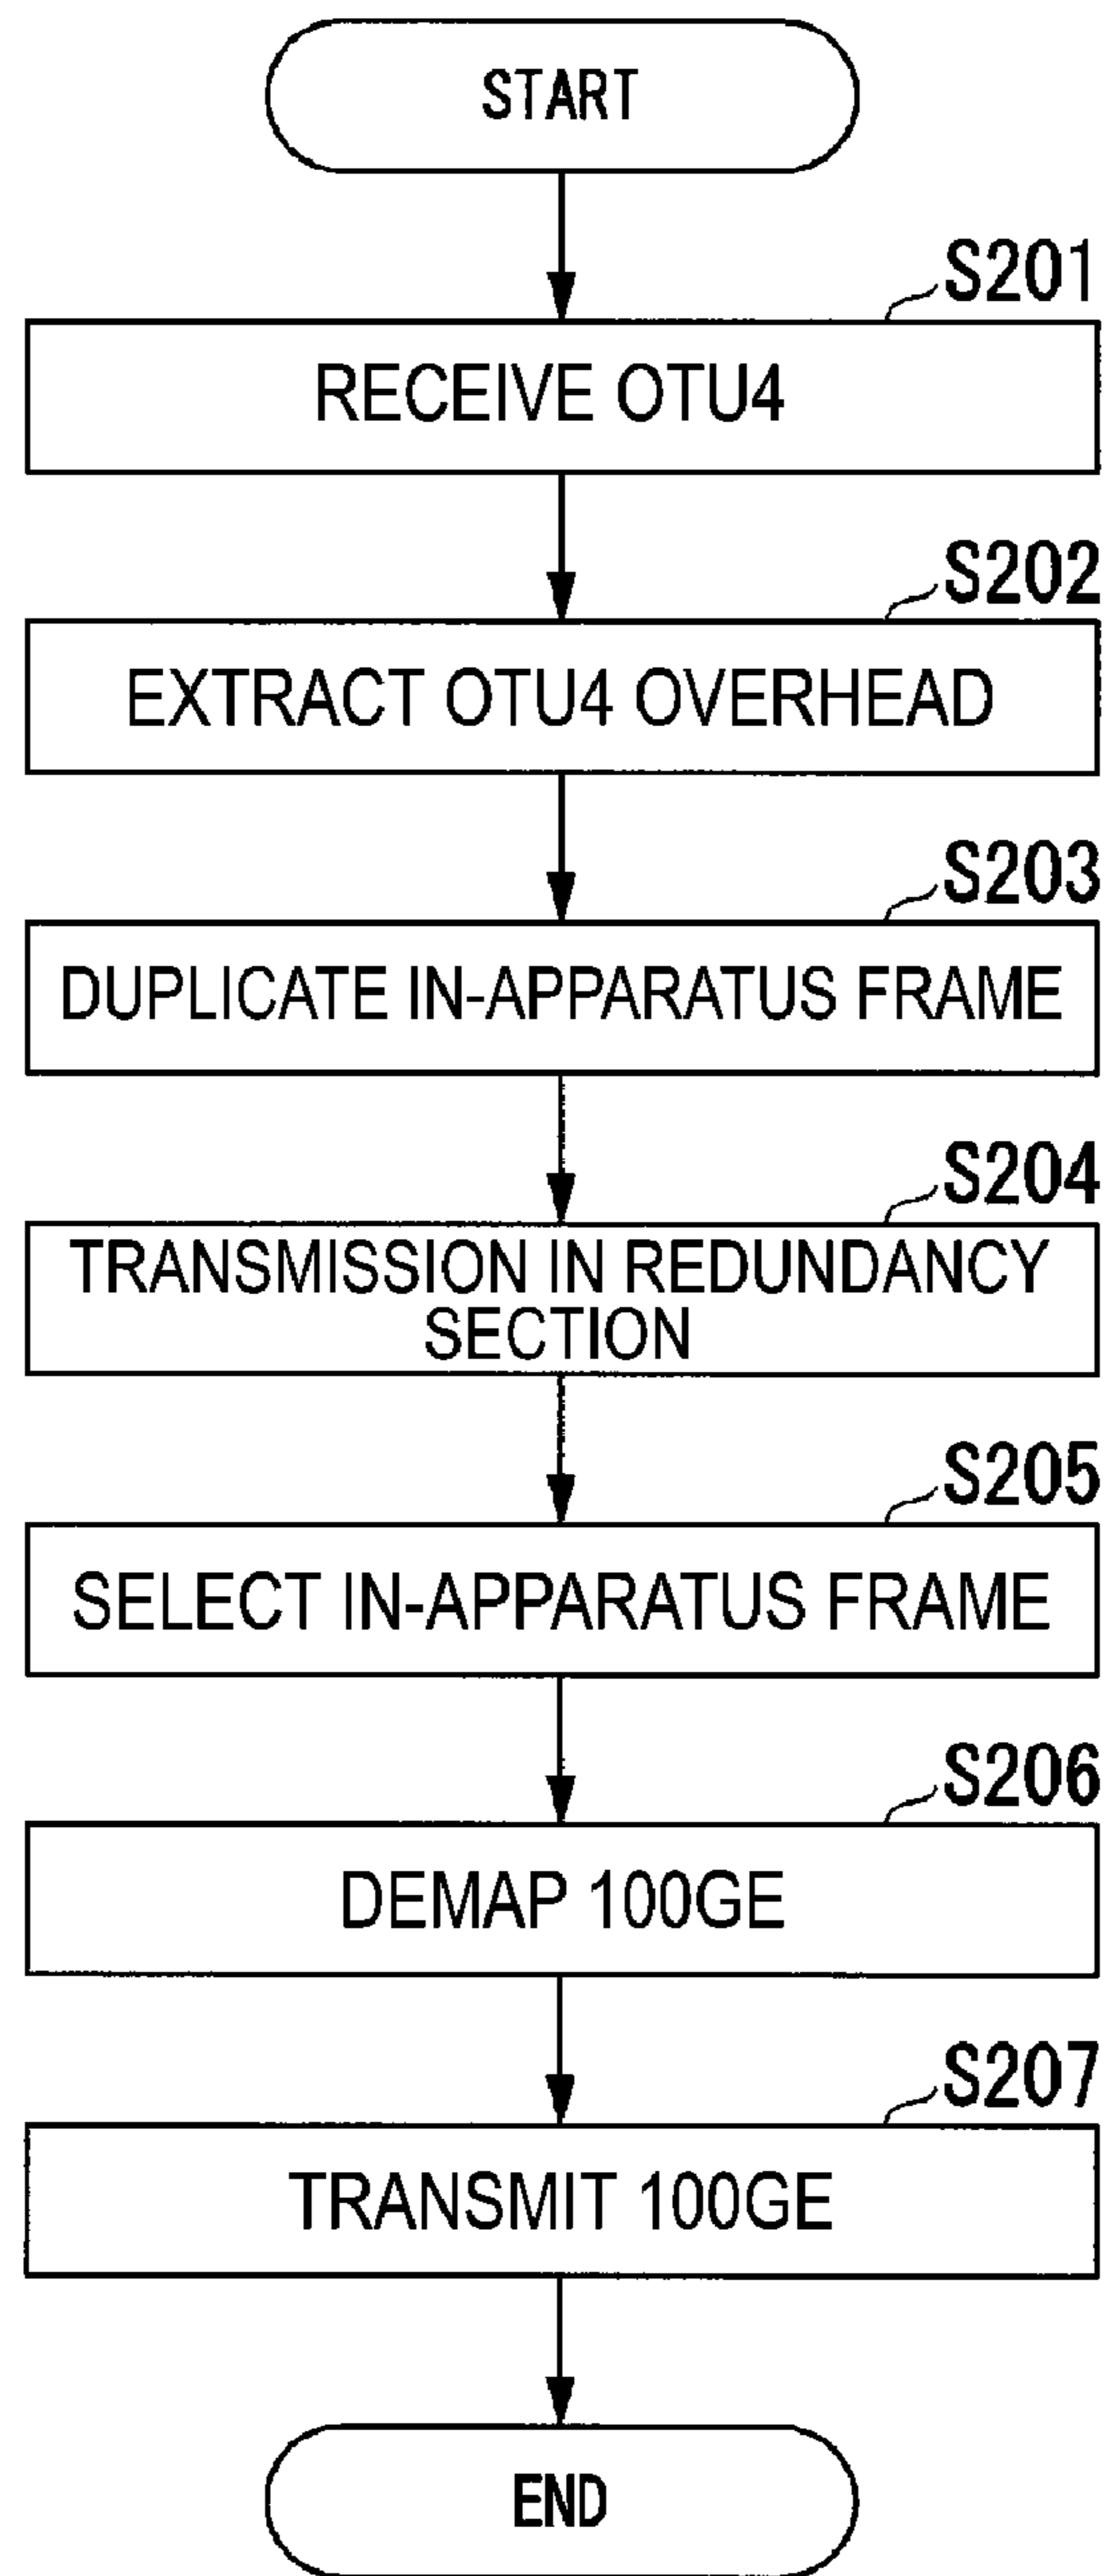 START
S201
RECEIVE OTU4
S202
EXTRACT OTU4 OVERHEAD
S203
DUPLICATE IN-APPARATUS FRAME
S204
TRANSMISSION IN REDUNDANCY
SECTION
S205
SELECT IN-APPARATUS FRAME
S206
DEMAP 100GE
S207
TRANSMIT 100GE
END